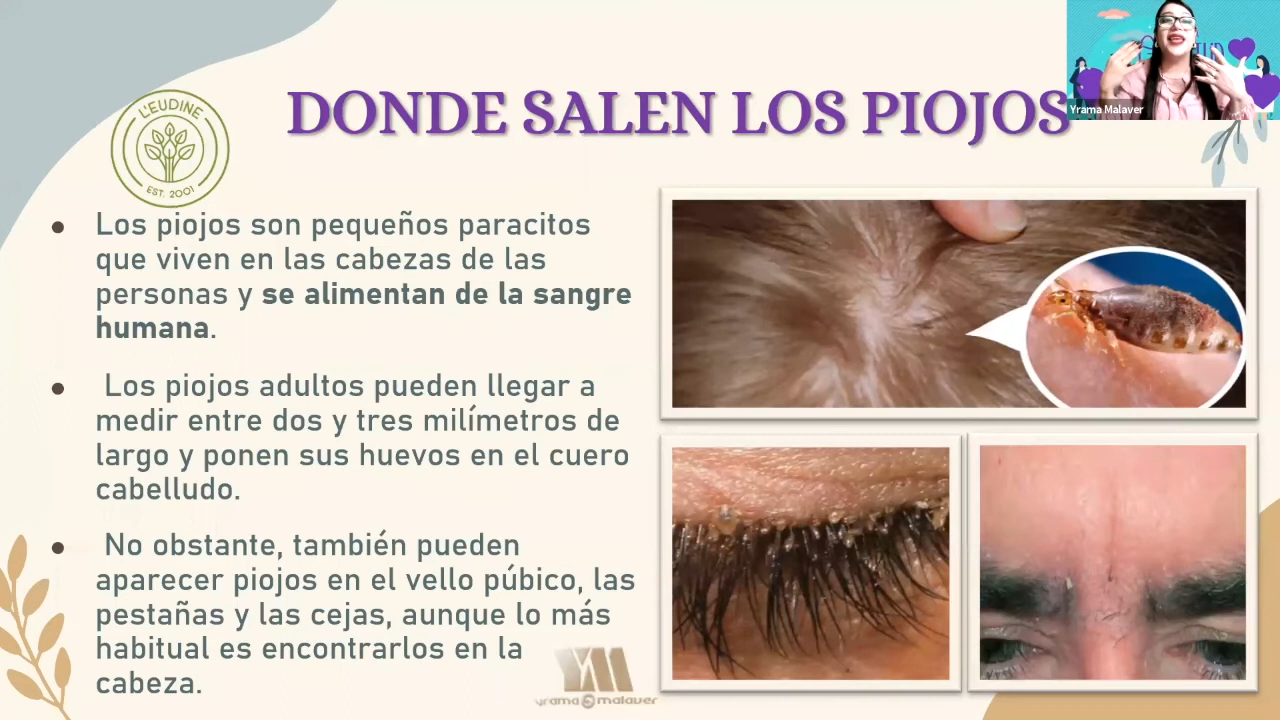 DONDE SALEN LOS PIOJOS
Yrama Malaver
L'EUDINE
EST. 2001
Los piojos son pequeños paracitos
que viven en las cabezas de las
personas y se alimentan de la sangre
humana.
Los piojos adultos pueden llegar a
medir entre dos y tres milímetros de
largo y ponen sus huevos en el cuero
cabelludo.
No obstante, también pueden
aparecer piojos en el vello púbico, las
pestañas y las cejas, aunque lo más
habitual es encontrarlos en la
cabeza.
YM
yrama malaver